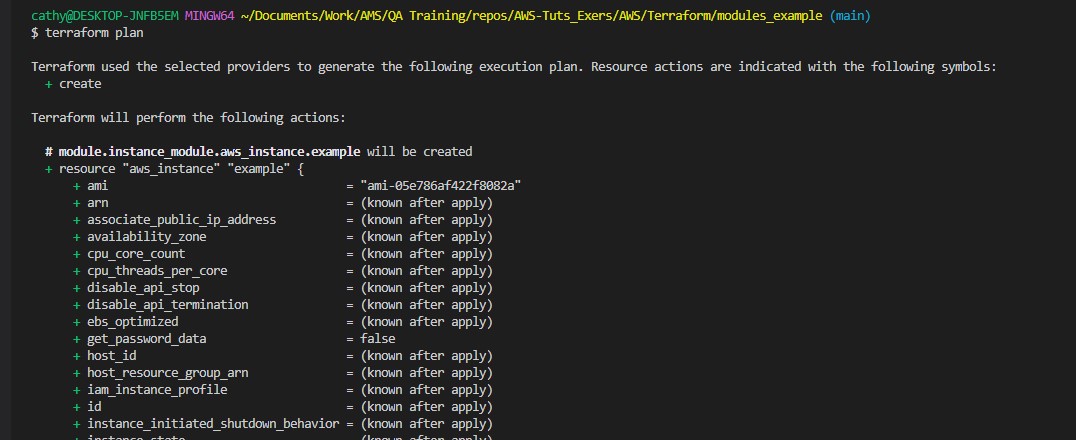 cathy@DESKTOP-JNFB5EM MINGW64 ~/Documents/Work/AMS/QA Training/repos/AWS-Tuts_Exers/AWS/Terraform/modules_example (main)
$ terraform plan
Terraform used the selected providers to generate the following execution plan. Resource actions are indicated with the following symbols:
+ create
Terraform will perform the following actions:
# module.instance_module.aws_instance.example will be created
+ resource "aws_instance" "example" {
+ ami = "ami-05e786af422f8082a"
+ arn = (known after apply)
+ associate_public_ip_address = (known after apply)
+ availability_zone = (known after apply)
+ cpu_core_count = (known after apply)
+ cpu_threads_per_core = (known after apply)
+ disable_api_stop = (known after apply)
+ disable_api_termination = (known after apply)
+ ebs_optimized = (known after apply)
+ get_password_data = false
+ host_id = (known after apply)
+ host_resource_group_arn = (known after apply)
+ iam_instance_profile = (known after apply)
+ id = (known after apply)
+ instance_initiated_shutdown_behavior = (known after apply)
+ instance_state = (known after apply)